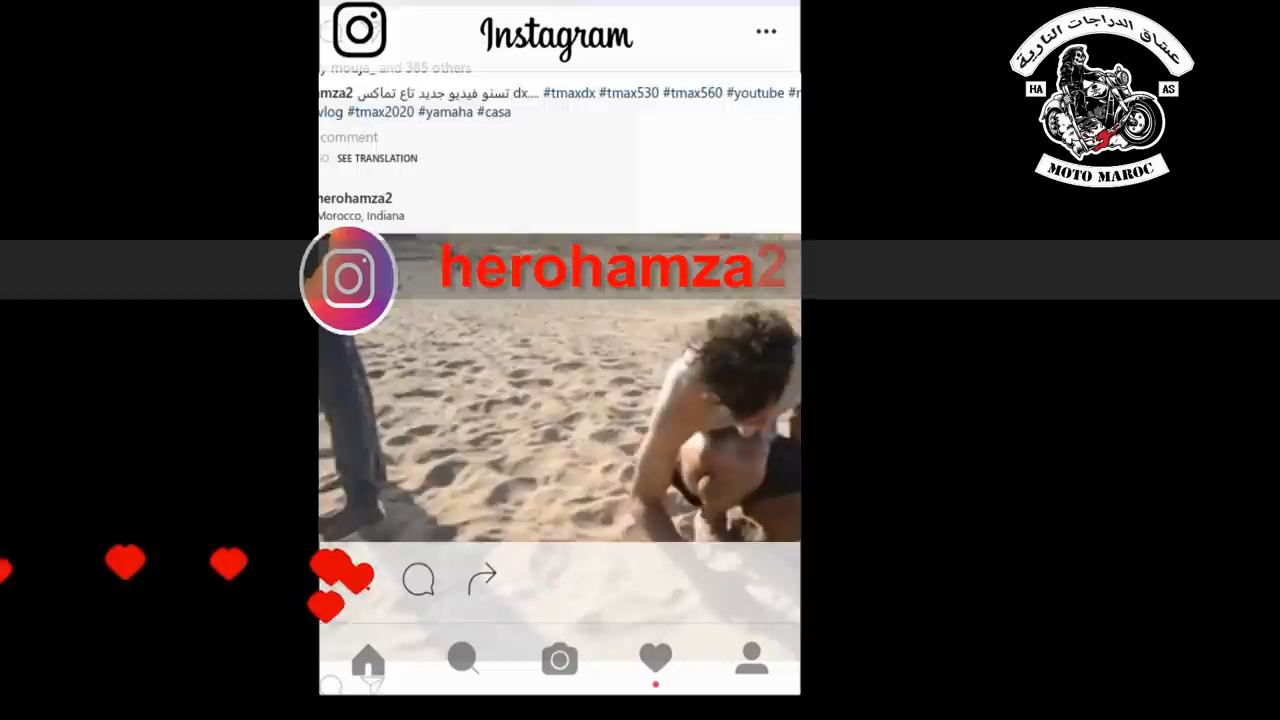 Instagram
عشاق الدراجات النارية
HA
AS
MOTO MAROC
mouja_ and 385 others
mza2 تسنو فيديو جديد تاع تماكس dx.... #tmaxdx #tmax530 #tmax560 #youtube
vlog #tmax2020 #yamaha #casa
comment
SEE TRANSLATION
herohamza2
Morocco, Indiana
herohamza2